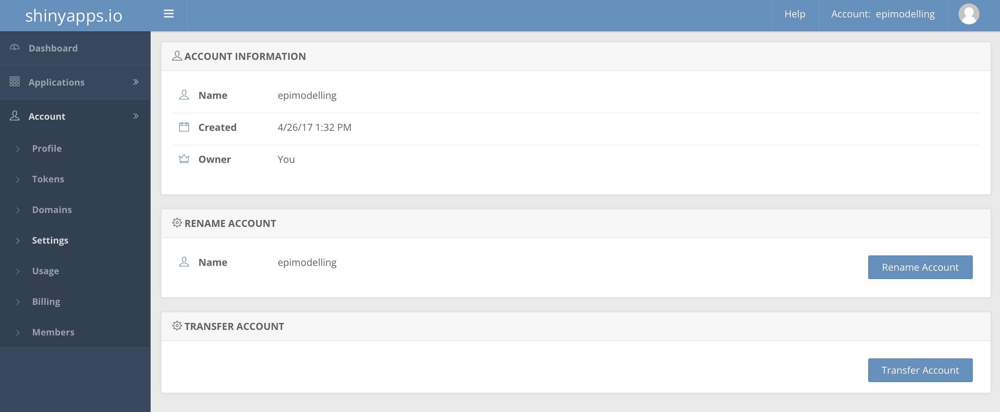 shinyapps.io
Help
Account: epimodelling
Dashboard
Applications
Account
Profile
Tokens
Domains
Settings
Usage
Billing
Members
ACCOUNT INFORMATION
Name epimodelling
Created 4/26/17 1:32 PM
Owner You
RENAME ACCOUNT
Name epimodelling
Rename Account
TRANSFER ACCOUNT
Transfer Account